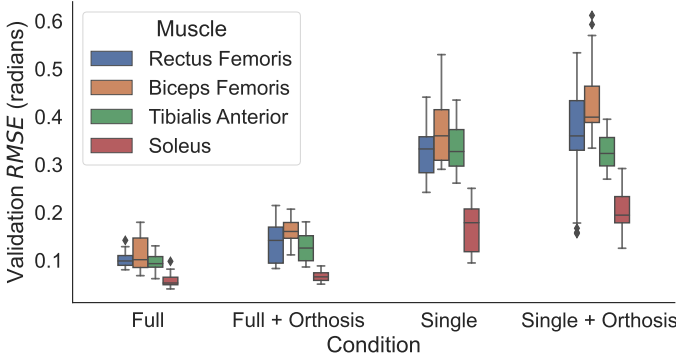 Validation RMSE (radians)
0.6
0.5
0.4
0.3
0.2
0.1
Muscle
Rectus Femoris
Biceps Femoris
Tibialis Anterior
Soleus
Full
Full + Orthosis
Single
Single + Orthosis
Condition